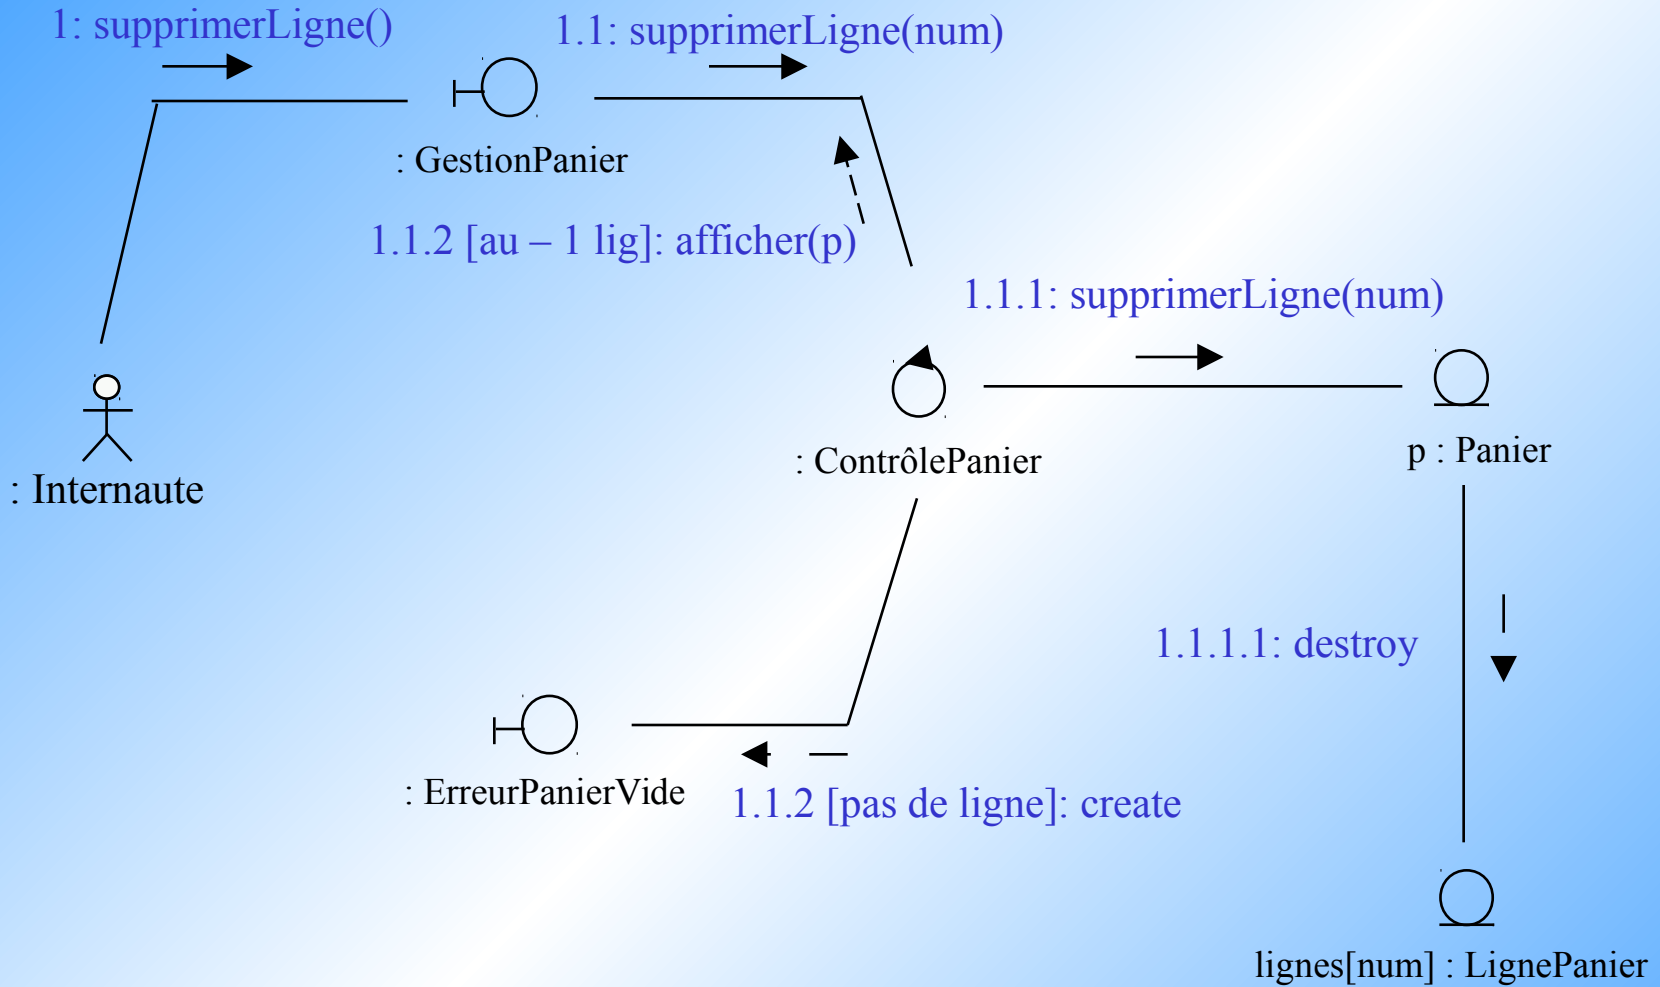 1: supprimerLigne()
1.1: supprimerLigne(num)
: GestionPanier
1.1.2 [au – 1 lig]: afficher(p)
1.1.1: supprimerLigne(num)
: Internaute
: ContrôlePanier
p : Panier
1.1.1.1: destroy
: ErreurPanierVide
1.1.2 [pas de ligne]: create
lignes[num] : LignePanier